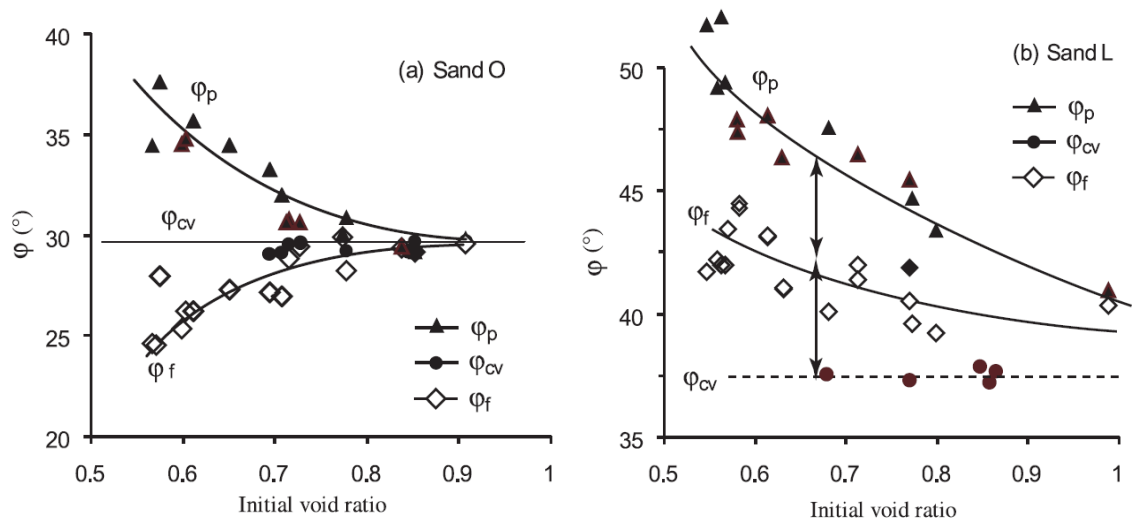 40
(a) Sand O
φp
35
φcv
φ (°)
30
25
φp
φcv
φf
φ f
20
0.5 0.6 0.7 0.8 0.9 1
Initial void ratio
(b) Sand L
50
φp
φp
φcv
φf
45
φf
φ (°)
40
φcv
35
0.5 0.6 0.7 0.8 0.9 1
Initial void ratio